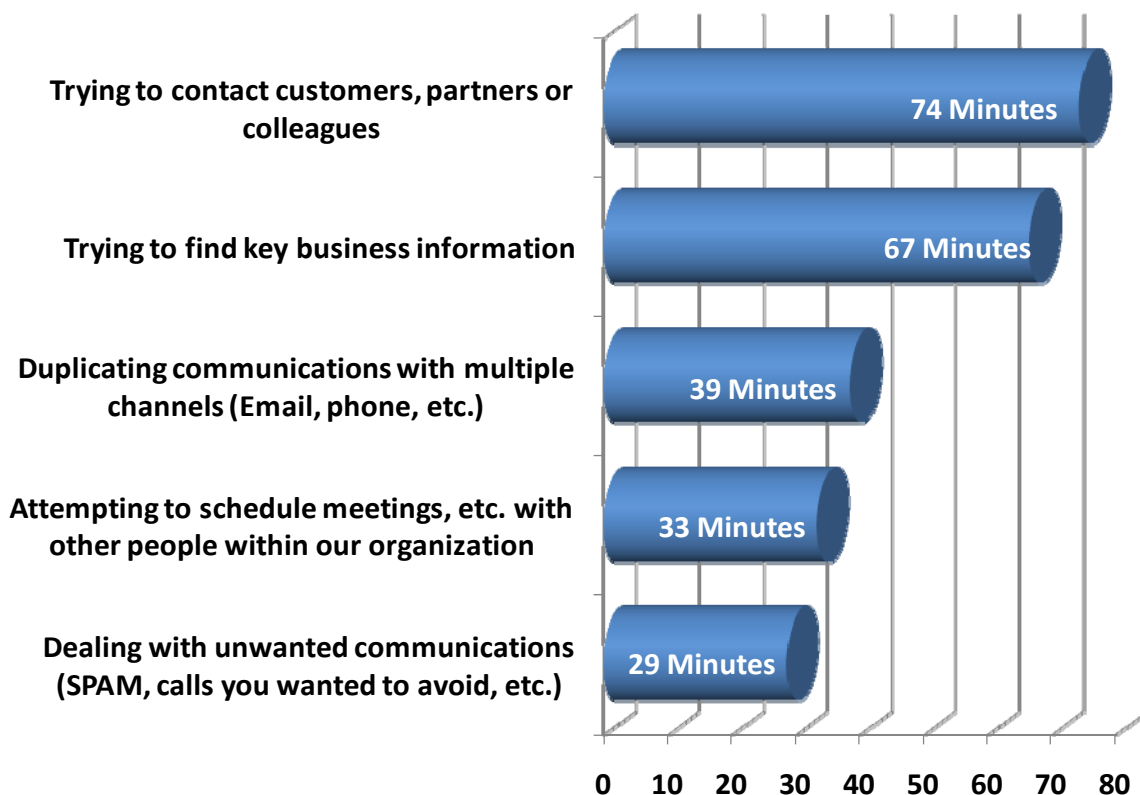 Trying to contact customers, partners or
colleagues
74 Minutes
Trying to find key business information
67 Minutes
Duplicating communications with multiple
channels (Email, phone, etc.)
39 Minutes
Attempting to schedule meetings, etc. with
other people within our organization
33 Minutes
Dealing with unwanted communications
(SPAM, calls you wanted to avoid, etc.)
29 Minutes
0 10 20 30 40 50 60 70 80